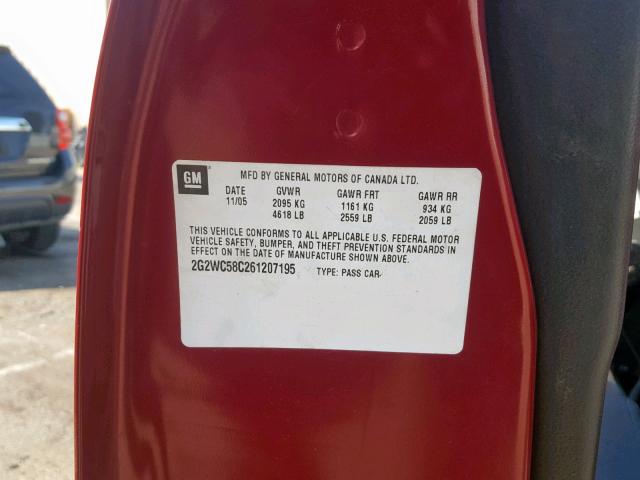 GM
MFD BY GENERAL MOTORS OF CANADA LTD.
DATE GVWR GAWR FRT GAWR RR
11/05 2095 KG 1161 KG 934 KG
4618 LB 2559 LB 2059 LB
THIS VEHICLE CONFORMS TO ALL APPLICABLE U.S. FEDERAL MOTOR
VEHICLE SAFETY, BUMPER, AND THEFT PREVENTION STANDARDS IN
EFFECT ON THE DATE OF MANUFACTURE SHOWN ABOVE.
2G2WC58C261207195 TYPE: PASS CAR